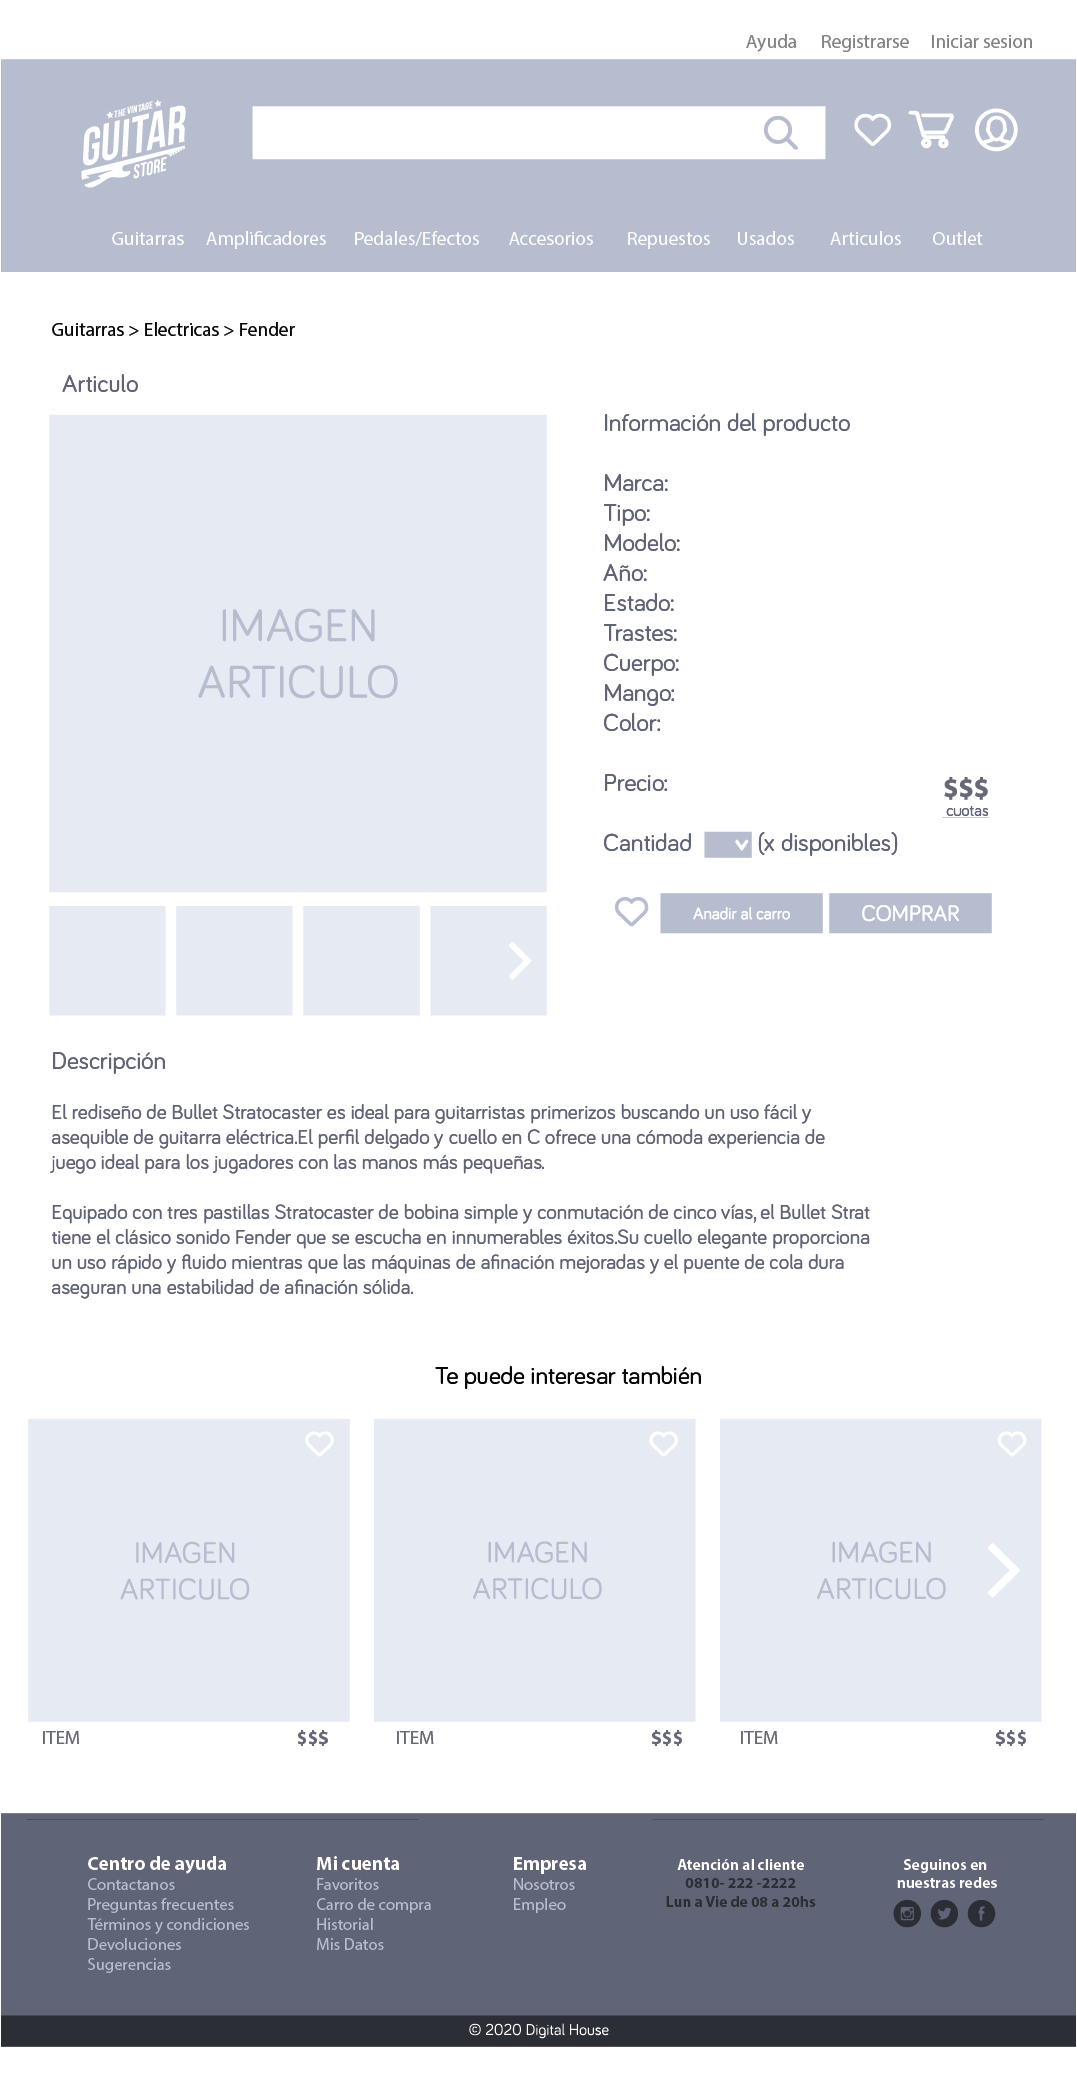 Ayuda Registrarse Iniciar sesion
THE VINTAGE
GUITAR
STORE
Guitarras Amplificadores Pedales/Efectos Accesorios Repuestos Usados Articulos Outlet
Guitarras > Electricas > Fender
Articulo
IMAGEN
ARTICULO
Información del producto
Marca:
Tipo:
Modelo:
Año:
Estado:
Trastes:
Cuerpo:
Mango:
Color:
Precio: $$$
cuotas
Cantidad (x disponibles)
Anadir al carro COMPRAR
Descripción
El rediseño de Bullet Stratocaster es ideal para guitarristas primerizos buscando un uso fácil y
asequible de guitarra eléctrica.El perfil delgado y cuello en C ofrece una cómoda experiencia de
juego ideal para los jugadores con las manos más pequeñas.
Equipado con tres pastillas Stratocaster de bobina simple y conmutación de cinco vías, el Bullet Strat
tiene el clásico sonido Fender que se escucha en innumerables éxitos.Su cuello elegante proporciona
un uso rápido y fluido mientras que las máquinas de afinación mejoradas y el puente de cola dura
aseguran una estabilidad de afinación sólida.
Te puede interesar también
IMAGEN
ARTICULO
ITEM $$$
IMAGEN
ARTICULO
ITEM $$$
IMAGEN
ARTICULO
ITEM $$$
Centro de ayuda
Contactanos
Preguntas frecuentes
Términos y condiciones
Devoluciones
Sugerencias
Mi cuenta
Favoritos
Carro de compra
Historial
Mis Datos
Empresa
Nosotros
Empleo
Atención al cliente
0810- 222 -2222
Lun a Vie de 08 a 20hs
Seguinos en
nuestras redes
© 2020 Digital House